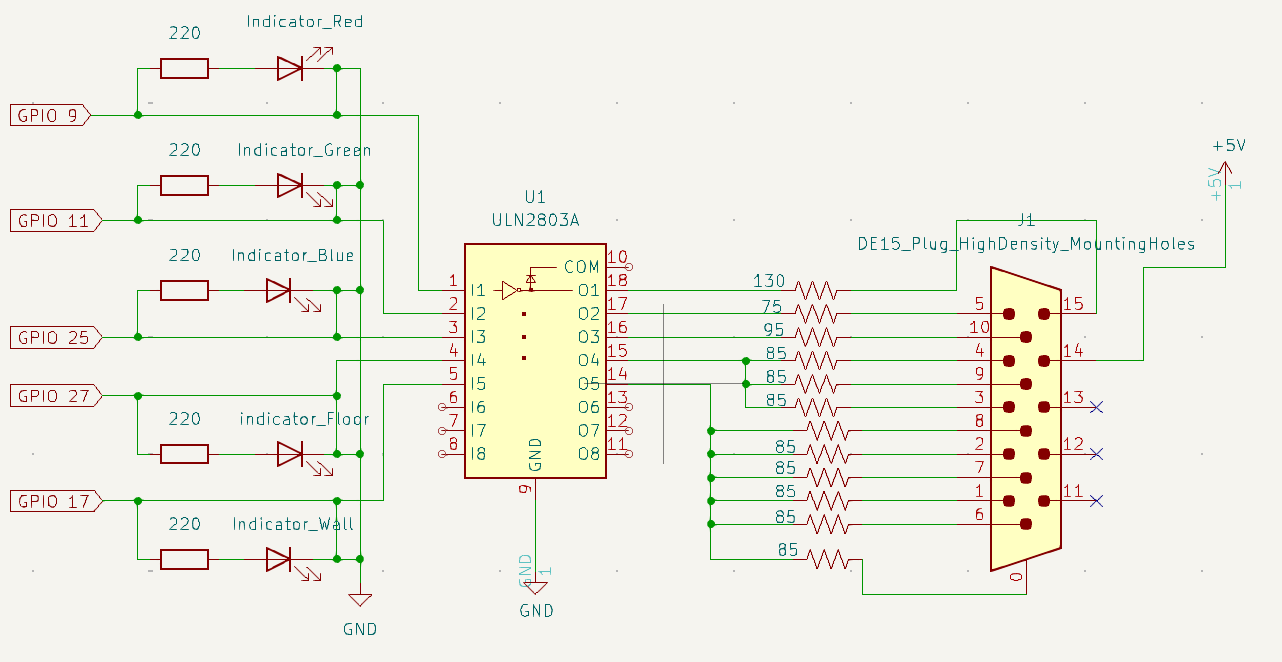 Indicator_Red
220
GPIO 9
Indicator_Green
220
GPIO 11
Indicator_Blue
220
GPIO 25
GPIO 27
indicator_Floor
220
GPIO 17
Indicator_Wall
220
GND
U1
ULN2803A
COM 10
1 I1 O1 18
2 I2 O2 17
3 I3 O3 16
4 I4 O4 15
5 I5 O5 14
6 I6 O6 13
7 I7 O7 12
8 I8 O8 11
GND
9
GND 1
GND
130
75
95
85
85
85
85
85
85
85
85
+5V
+5V 1
J1
DE15_Plug_HighDensity_MountingHoles
5 15
10
4 14
9
3 13
8
2 12
7
1 11
6
0